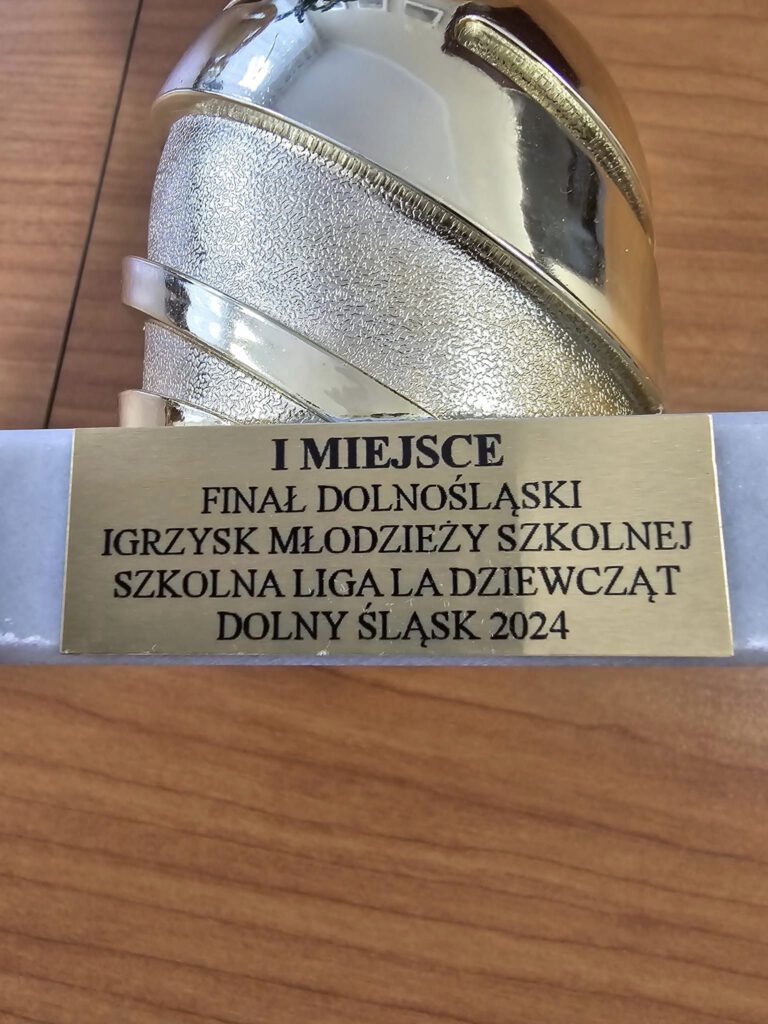 I MIEJSCE
FINAŁ DOLNOŚLĄSKI
IGRZYSK MŁODZIEŻY SZKOLNEJ
SZKOLNA LIGA LA DZIEWCZĄT
DOLNY ŚLĄSK 2024